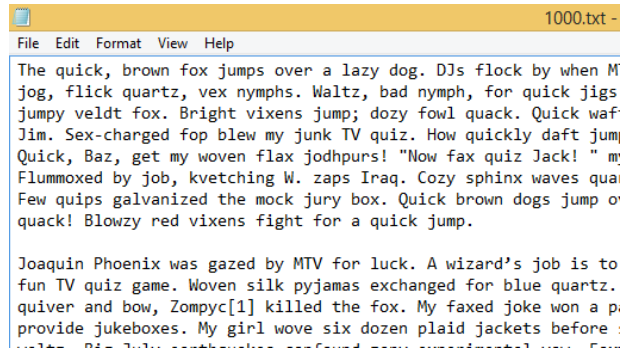 1000.txt -
File Edit Format View Help
The quick, brown fox jumps over a lazy dog. DJs flock by when
jog, flick quartz, vex nymphs. Waltz, bad nymph, for quick jigs
jumpy veldt fox. Bright vixens jump; dozy fowl quack. Quick
Jim. Sex-charged fop blew my junk TV quiz. How quickly daft
Quick, Baz, get my woven flax jodhpurs! "Now fax quiz Jack! "
Flummoxed by job, kvetching W. zaps Iraq. Cozy sphinx waves
Few quips galvanized the mock jury box. Quick brown dogs jump
quack! Blowzy red vixens fight for a quick jump.
Joaquin Phoenix was gazed by MTV for luck. A wizard’s job is to
fun TV quiz game. Woven silk pyjamas exchanged for blue quartz.
quiver and bow, Zompyc[1] killed the fox. My faxed joke won a
provide jukeboxes. My girl wove six dozen plaid jackets before